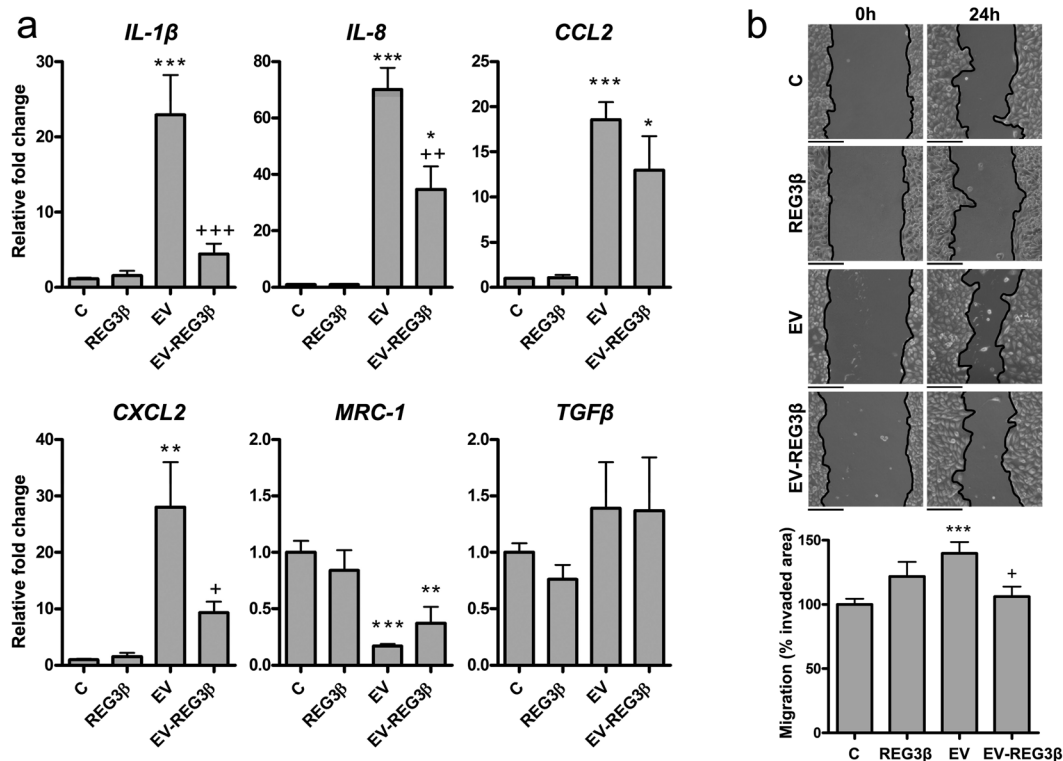 a
IL-1β
Relative fold change
30
20
10
0
***
+++
C
REG3β
EV
EV-REG3β
IL-8
80
60
40
20
0
***
*
++
C
REG3β
EV
EV-REG3β
CCL2
25
20
15
10
5
0
***
*
C
REG3β
EV
EV-REG3β
CXCL2
Relative fold change
40
30
20
10
0
**
+
C
REG3β
EV
EV-REG3β
MRC-1
2.0
1.5
1.0
0.5
0.0
***
**
C
REG3β
EV
EV-REG3β
TGFβ
2.0
1.5
1.0
0.5
0.0
C
REG3β
EV
EV-REG3β
b
0h 24h
C
REG3β
EV
EV-REG3β
Migration (% invaded area)
150
100
50
0
***
+
C REG3β EV EV-REG3β